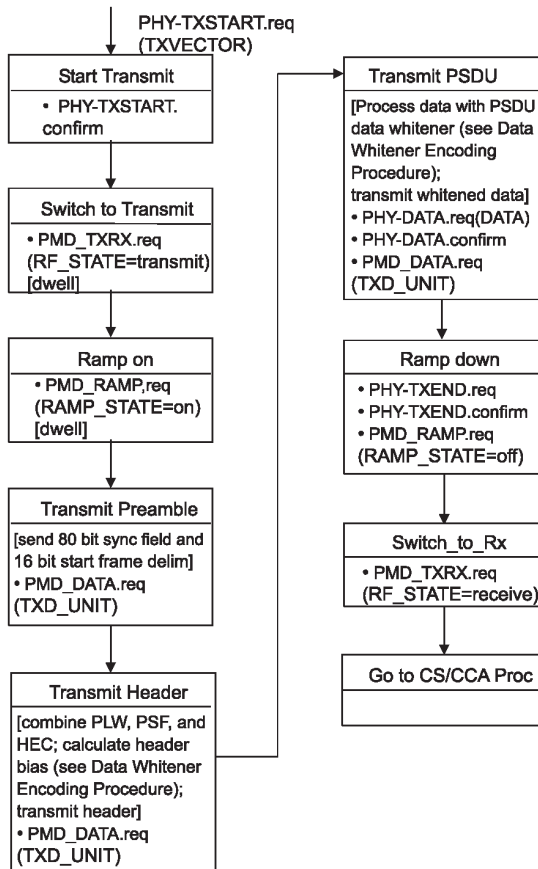 PHY-TXSTART.req
(TXVECTOR)
Start Transmit
• PHY-TXSTART.
confirm
Switch to Transmit
• PMD_TXRX.req
(RF_STATE=transmit)
[dwell]
Ramp on
• PMD_RAMP,req
(RAMP_STATE=on)
[dwell]
Transmit Preamble
[send 80 bit sync field and
16 bit start frame delim]
• PMD_DATA.req
(TXD_UNIT)
Transmit Header
[combine PLW, PSF, and
HEC; calculate header
bias (see Data Whitener
Encoding Procedure);
transmit header]
• PMD_DATA.req
(TXD_UNIT)
Transmit PSDU
[Process data with PSDU
data whitener (see Data
Whitener Encoding
Procedure);
transmit whitened data]
• PHY-DATA.req(DATA)
• PHY-DATA.confirm
• PMD_DATA.req
(TXD_UNIT)
Ramp down
• PHY-TXEND.req
• PHY-TXEND.confirm
• PMD_RAMP.req
(RAMP_STATE=off)
Switch_to_Rx
• PMD_TXRX.req
(RF_STATE=receive)
Go to CS/CCA Proc